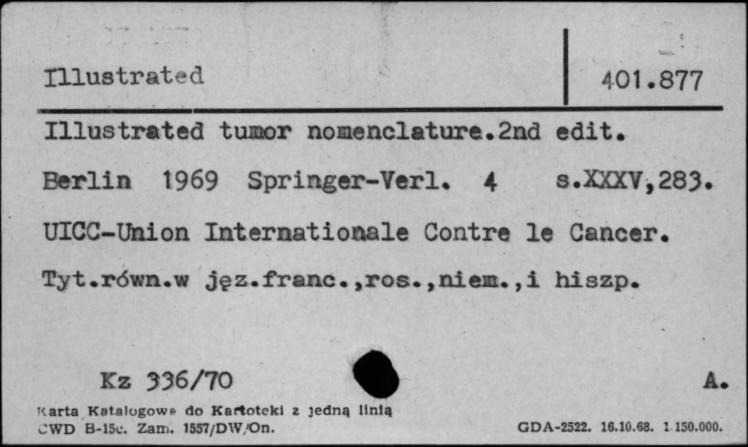 Illustrated
401.877
Illustrated tumor nomenclature.2nd edit.
Berlin 1969 Springer-Verl. 4 s.XXXV,283.
UICC-Union Internationale Contre le Cancer.
Tyt.równ.w jęz.franc.,ros.,niem.,i hiszp.
Kz 336/70
A.
Karta Katalogowa do Kartoteki z jedną linią
CWD B-15c. Zam. 1557/DW/On.
GDA-2522. 16.10.68. 1.150.000.